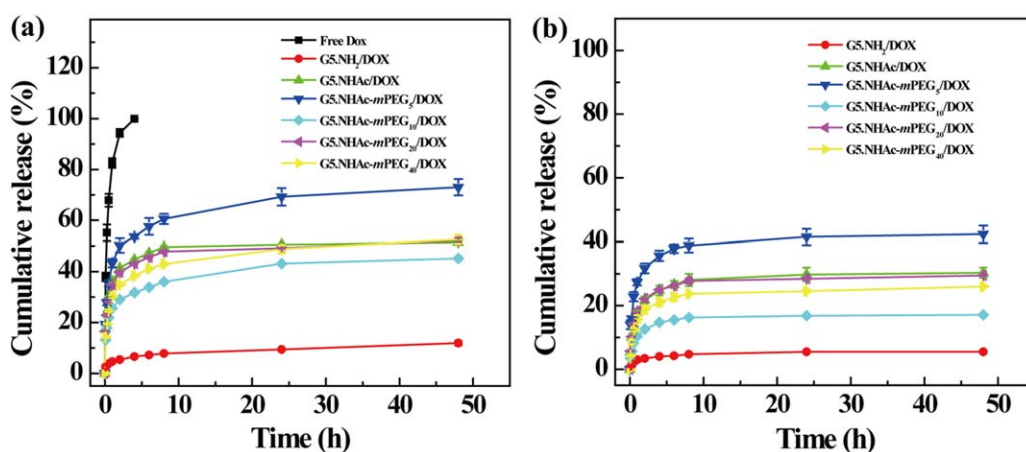 (a)
Free Dox
G5.NH₂/DOX
G5.NHAc/DOX
G5.NHAc-mPEG₅/DOX
G5.NHAc-mPEG₁₀/DOX
G5.NHAc-mPEG₂₀/DOX
G5.NHAc-mPEG₄₀/DOX
Cumulative release (%)
120
100
80
60
40
20
0
0 10 20 30 40 50
Time (h)
(b)
G5.NH₂/DOX
G5.NHAc/DOX
G5.NHAc-mPEG₅/DOX
G5.NHAc-mPEG₁₀/DOX
G5.NHAc-mPEG₂₀/DOX
G5.NHAc-mPEG₄₀/DOX
Cumulative release (%)
100
80
60
40
20
0
0 10 20 30 40 50
Time (h)